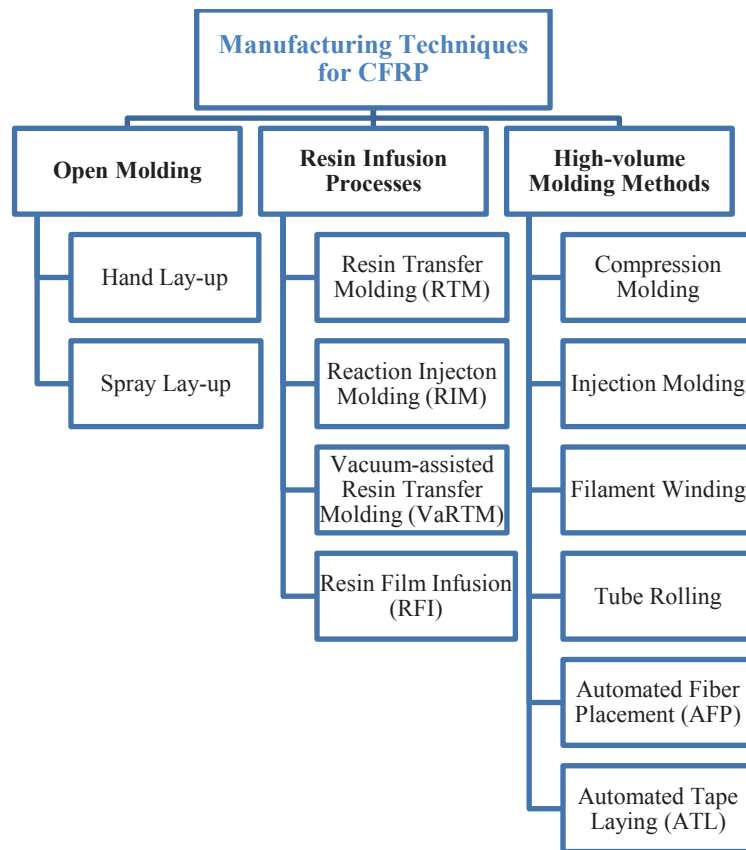 Manufacturing Techniques
for CFRP
Open Molding
Hand Lay-up
Spray Lay-up
Resin Infusion
Processes
Resin Transfer
Molding (RTM)
Reaction Injecton
Molding (RIM)
Vacuum-assisted
Resin Transfer
Molding (VaRTM)
Resin Film Infusion
(RFI)
High-volume
Molding Methods
Compression
Molding
Injection Molding
Filament Winding
Tube Rolling
Automated Fiber
Placement (AFP)
Automated Tape
Laying (ATL)